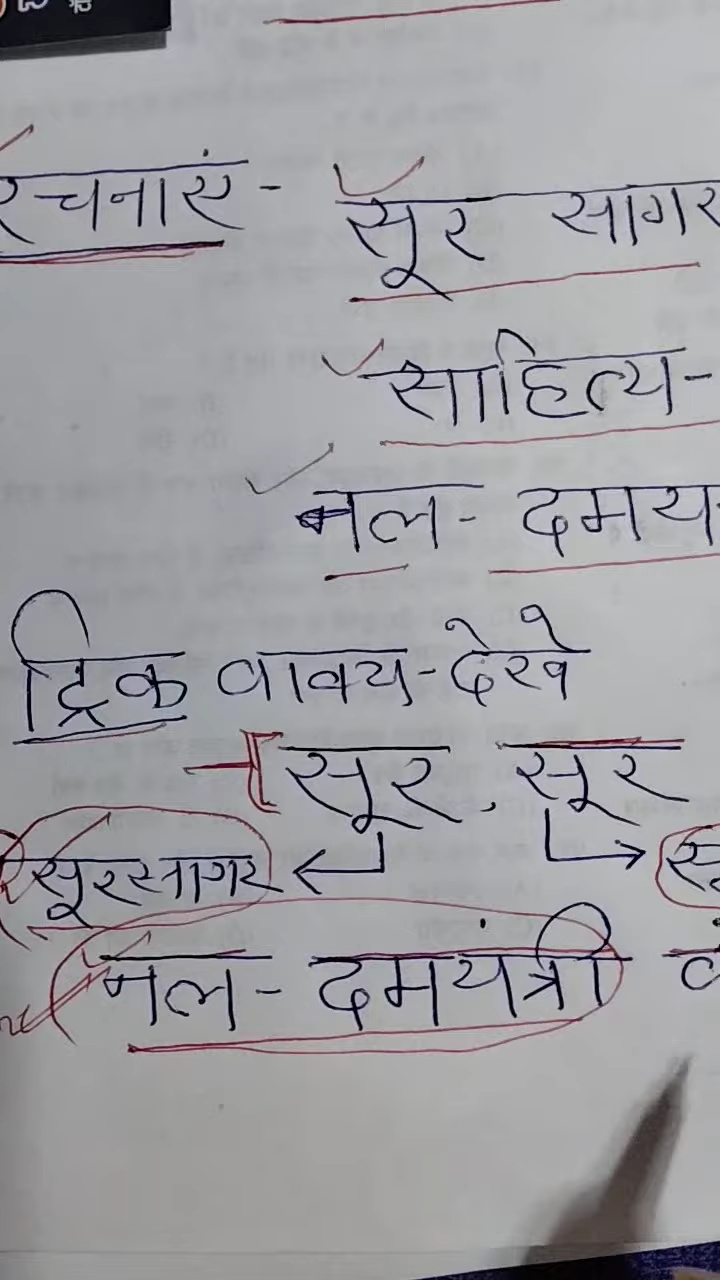 रचनाएं- सूर सागर
साहित्य-
नल- दमय
ट्रिक वाक्य-देखे
सूर, सूर
सूरसागर
नल- दमयंत्री